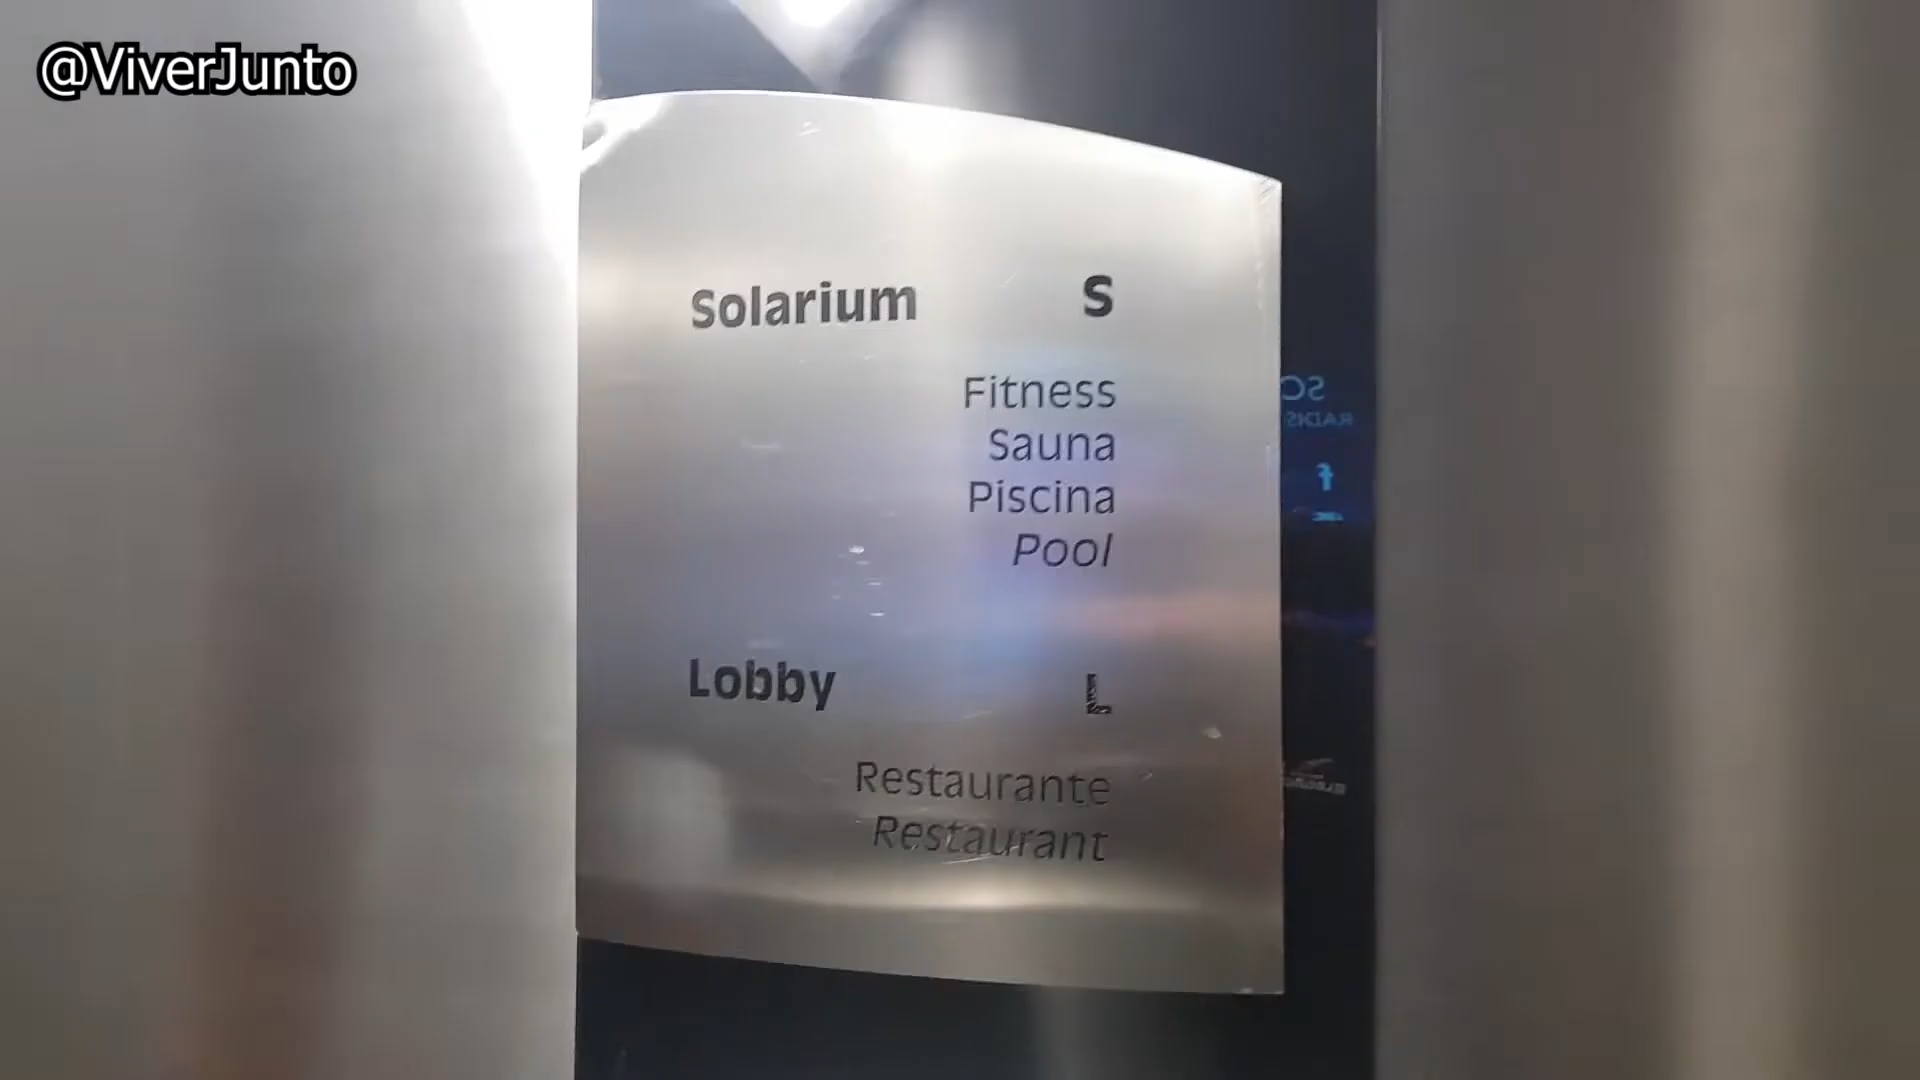 @ViverJunto
Solarium S
Fitness
Sauna
Piscina
Pool
Lobby L
Restaurante
Restaurant
f